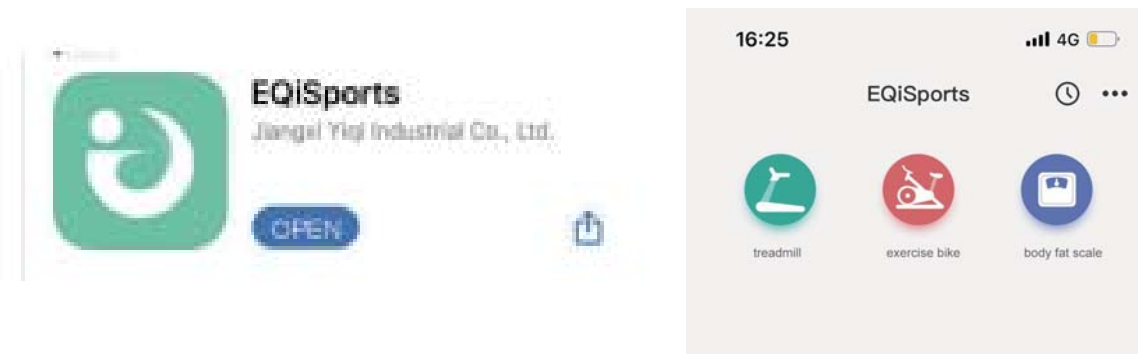 EQiSports
Jiangxi Yiqi Industrial Co., Ltd.
OPEN
16:25
4G
EQiSports
treadmill
exercise bike
body fat scale